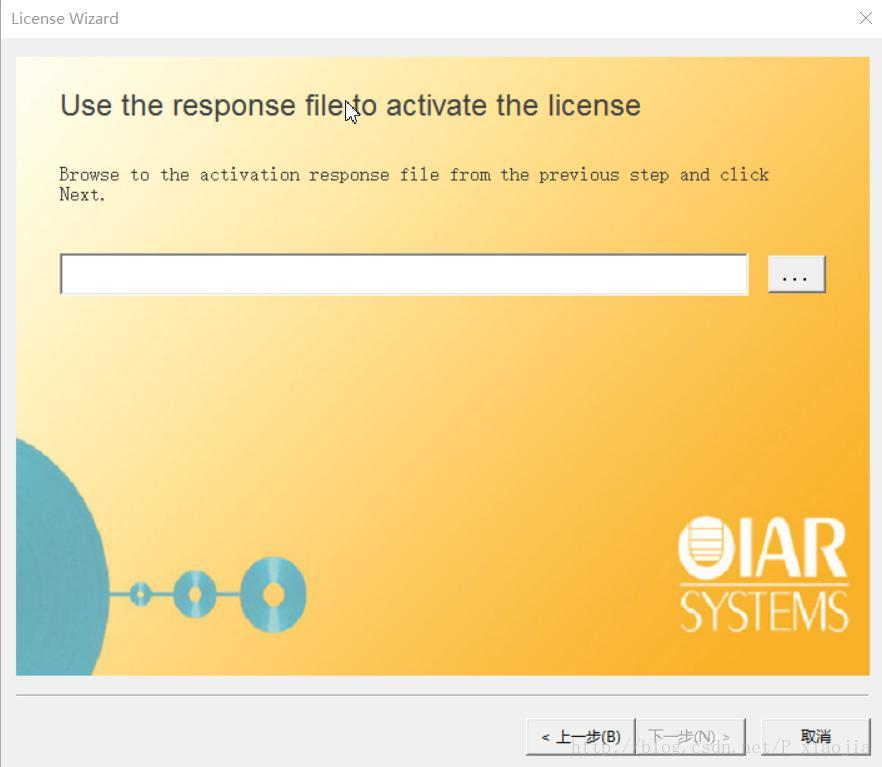 License Wizard
Use the response file to activate the license
Browse to the activation response file from the previous step and click
Next.
...
IAR
SYSTEMS
< 上一步(B)
下一步(N) >
取消
http://blog.csdn.net/P_xiaojia